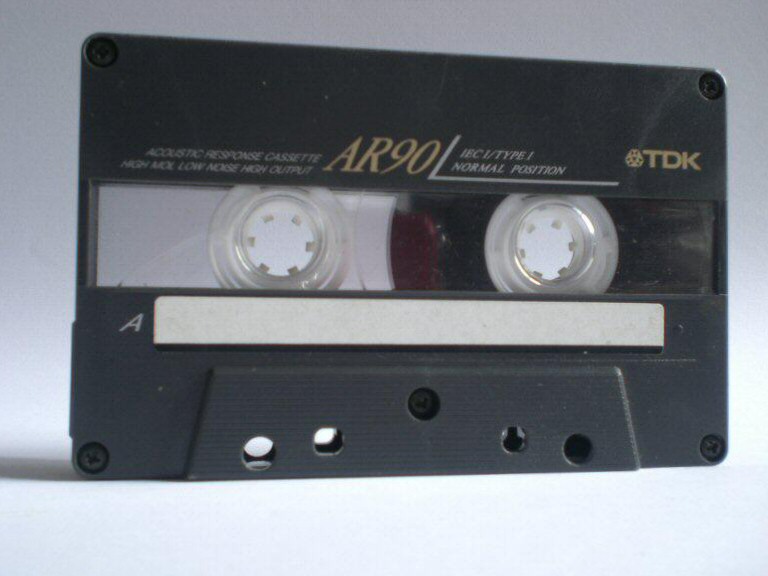 ACOUSTIC RESPONSE CASSETTE
HIGH MOL LOW NOISE HIGH OUTPUT
AR90
IEC I/TYPE I
NORMAL POSITION
TDK
A